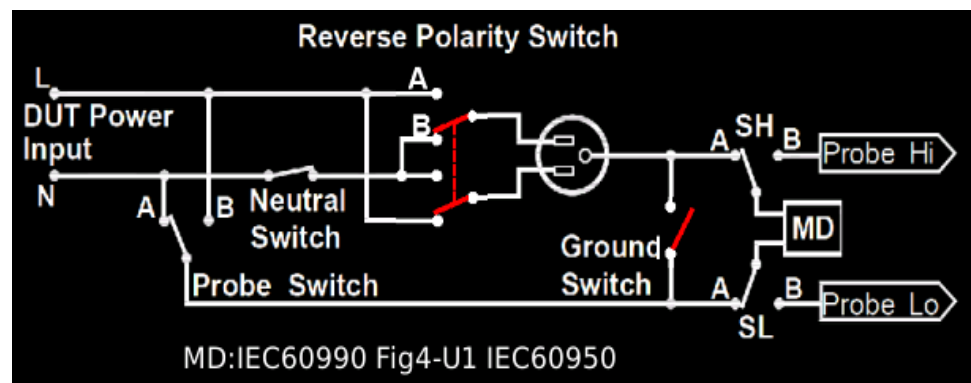 Reverse Polarity Switch
L
A
DUT Power
Input
B
N
A
B
Neutral
Switch
Probe Switch
Ground
Switch
A
SH
B
Probe Hi
MD
A
SL
B
Probe Lo
MD:IEC60990 Fig4-U1 IEC60950